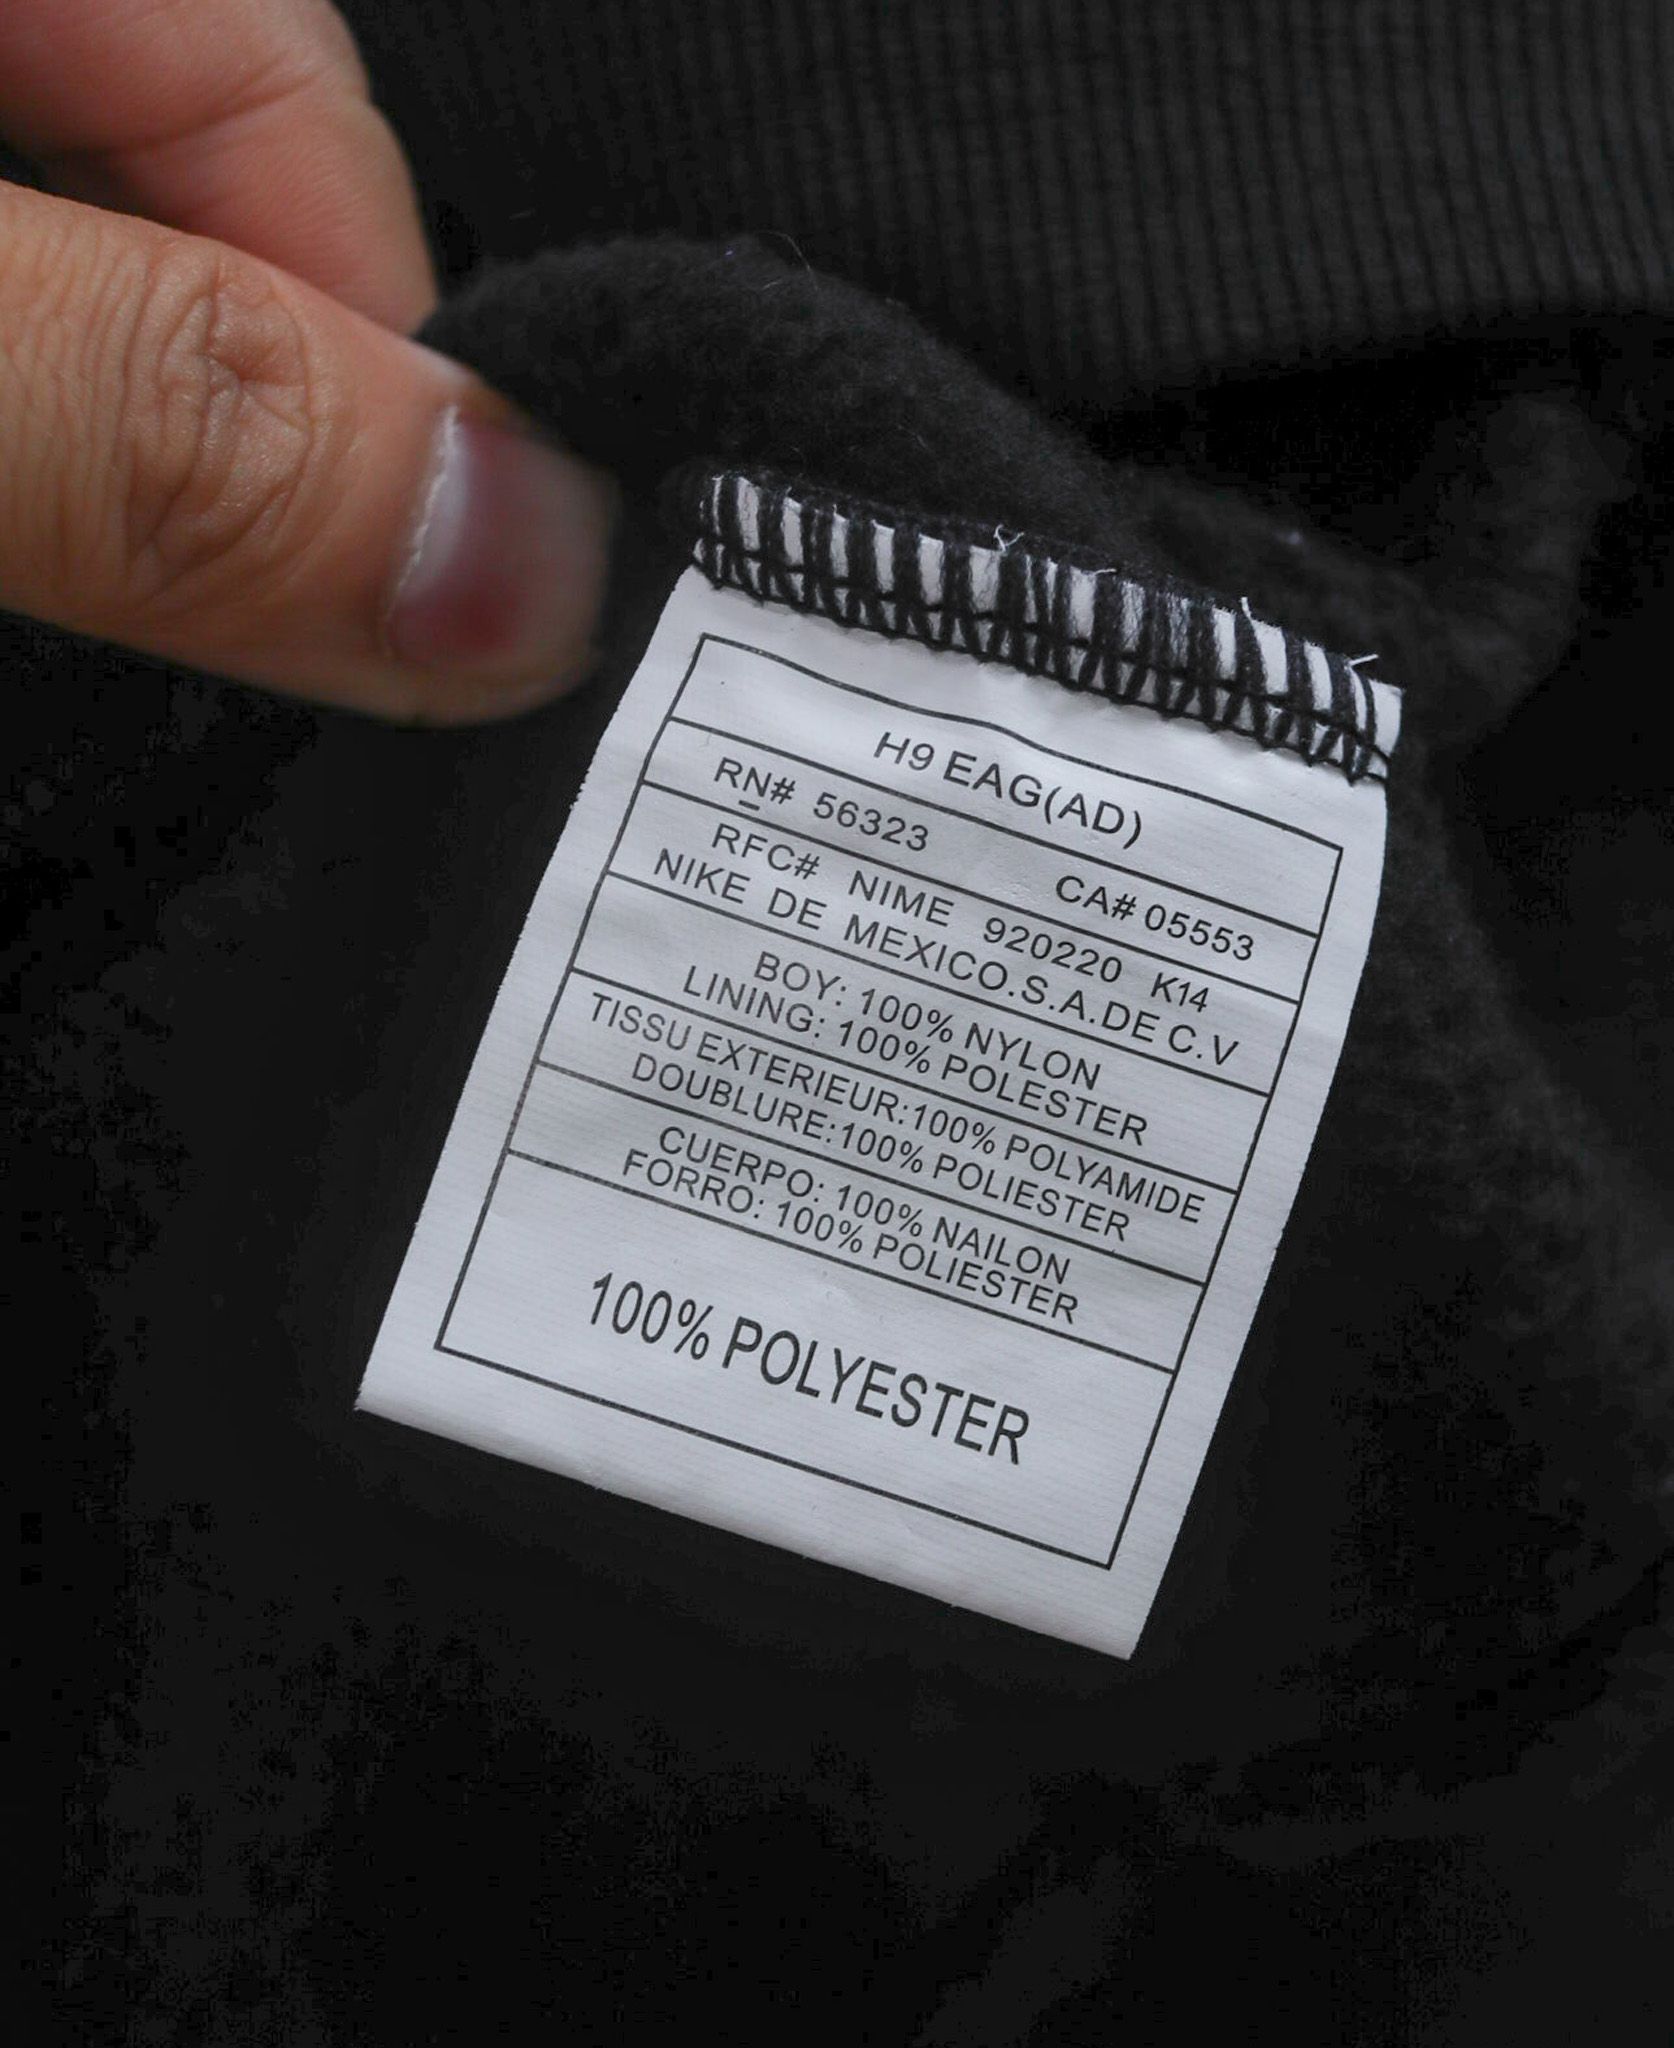 H9 EAG(AD)
RN# 56323 CA# 05553
RFC# NIME 920220 K14
NIKE DE MEXICO.S.A.DE C.V
BOY: 100% NYLON
LINING: 100% POLESTER
TISSU EXTERIEUR:100% POLYAMIDE
DOUBLURE:100% POLIESTER
CUERPO: 100% NAILON
FORRO: 100% POLIESTER
100% POLYESTER